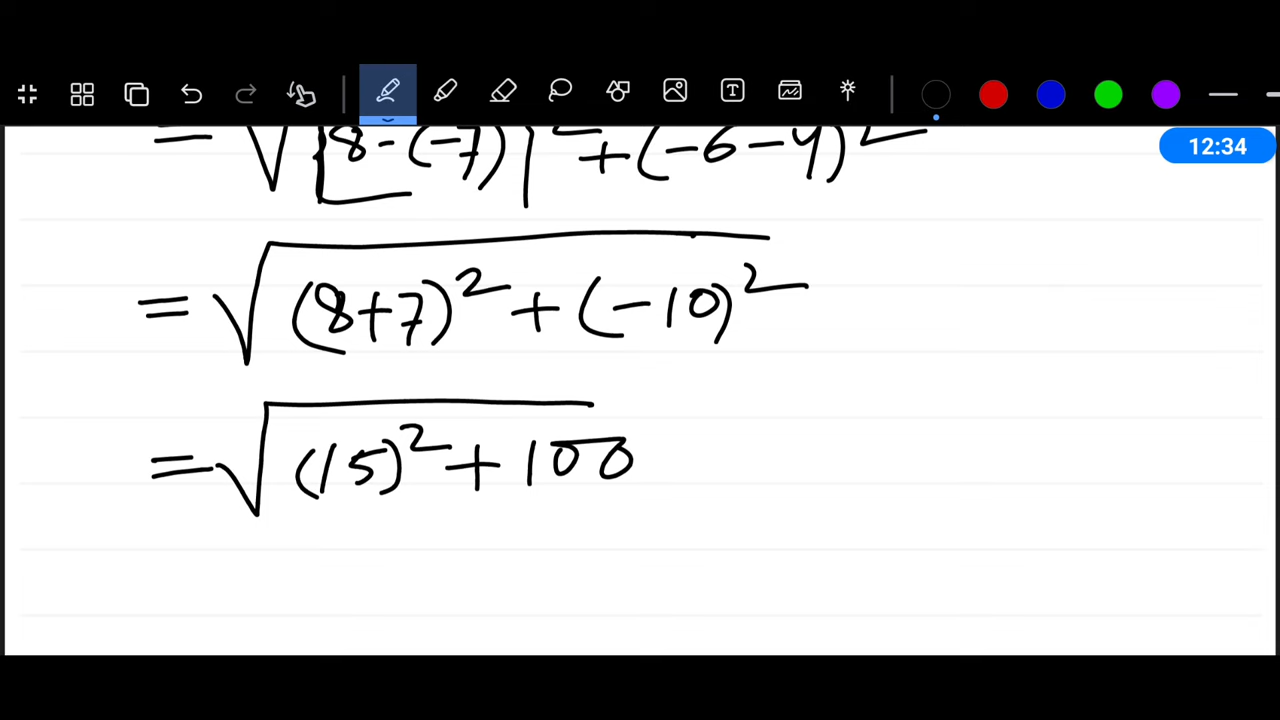 12:34
= √[8-(-7)]² + (-6-4)²
= √(8+7)² + (-10)²
= √(15)² + 100